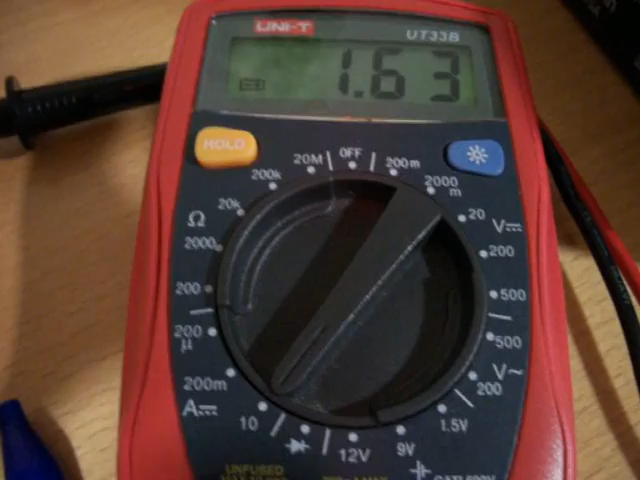 UNI-T
UT33B
1.63
HOLD
OFF
20M
200m
200k
2000
m
20k
20
Ω
V
2000
200
200
500
200
μ
500
V~
200m
200
A
10
1.5V
12V
9V
UNFUSED